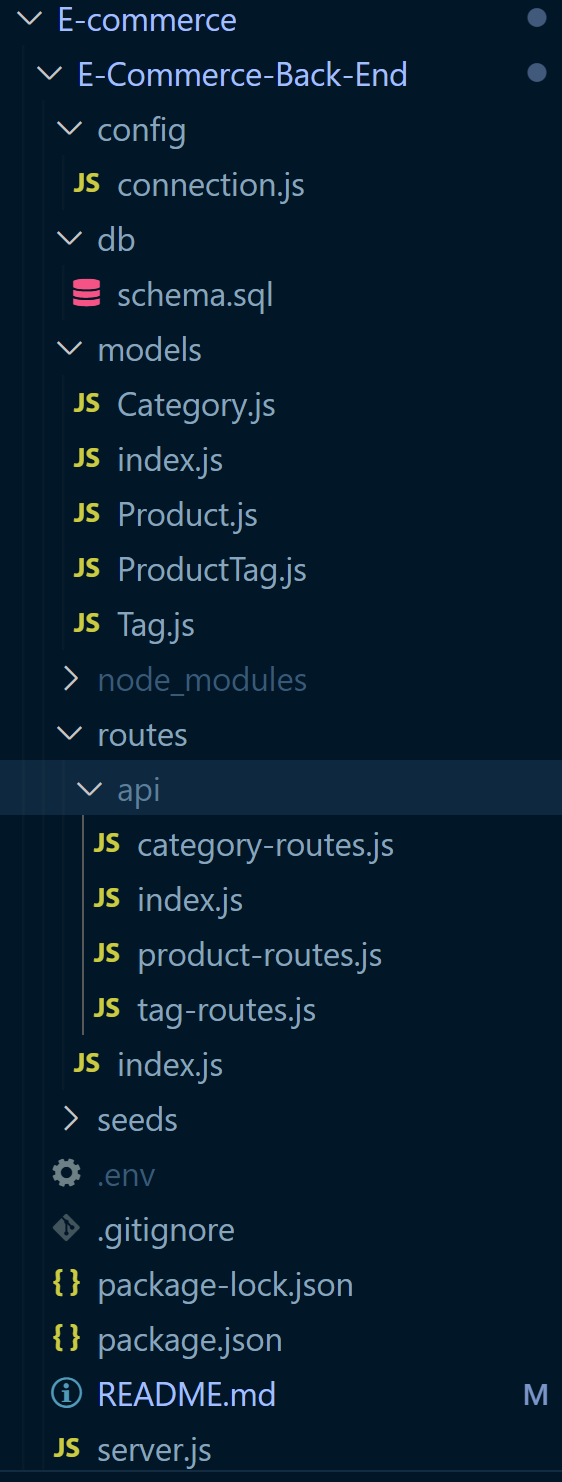 E-commerce
E-Commerce-Back-End
config
JS connection.js
db
schema.sql
models
JS Category.js
JS index.js
JS Product.js
JS ProductTag.js
JS Tag.js
node_modules
routes
api
JS category-routes.js
JS index.js
JS product-routes.js
JS tag-routes.js
JS index.js
seeds
.env
.gitignore
{ } package-lock.json
{ } package.json
README.md M
JS server.js